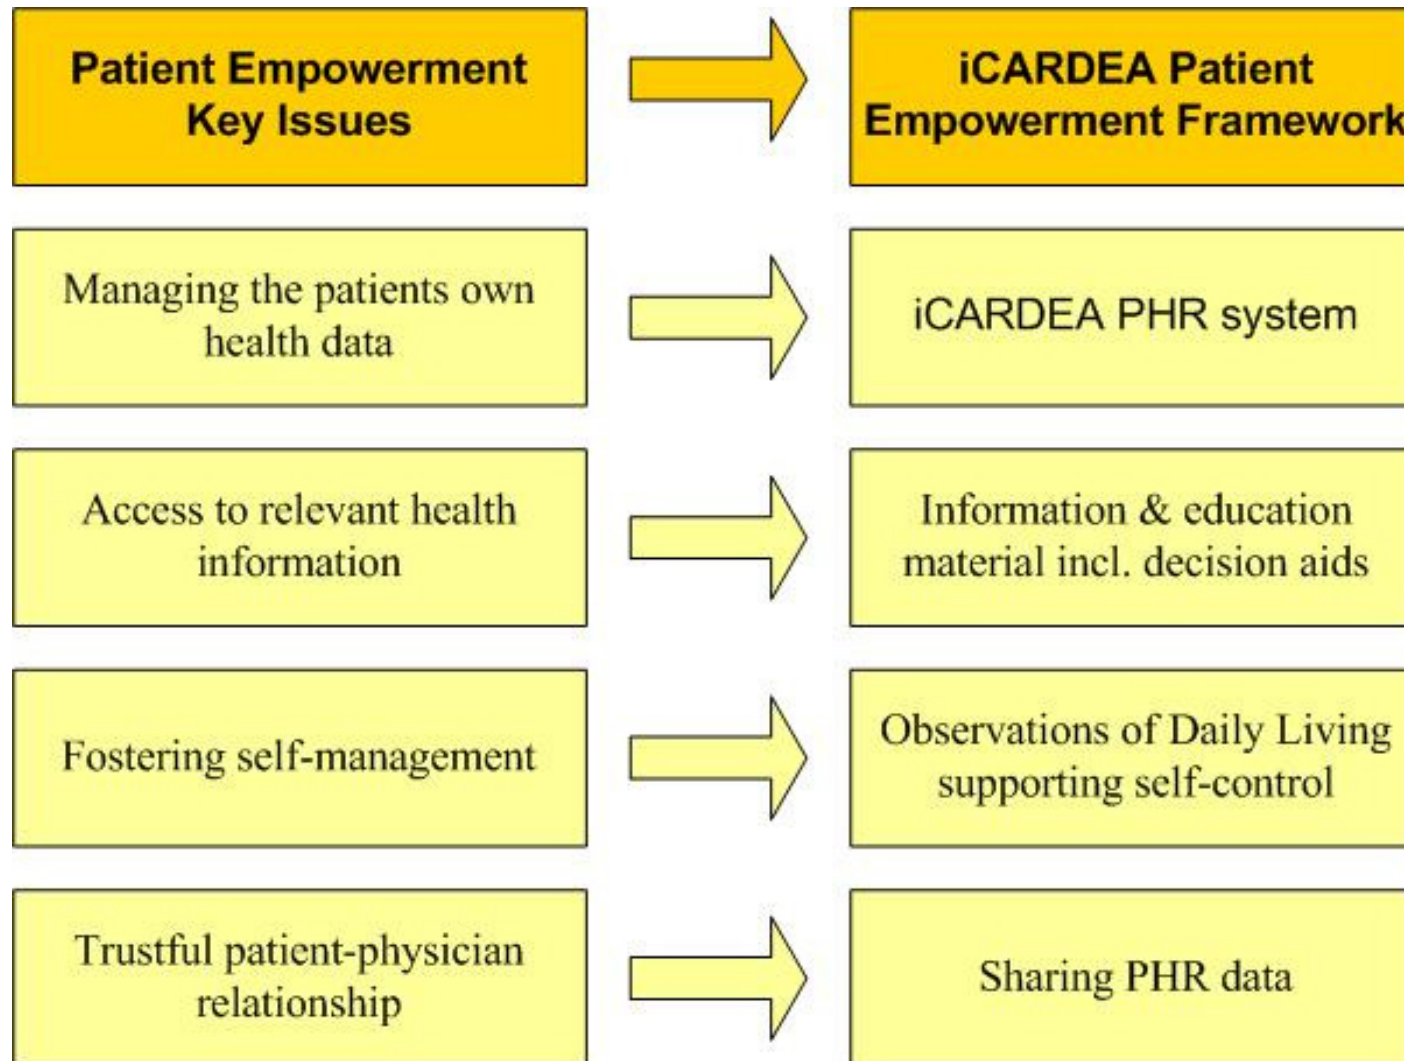 Patient Empowerment
Key Issues
iCARDEA Patient
Empowerment Framework
Managing the patients own
health data
iCARDEA PHR system
Access to relevant health
information
Information & education
material incl. decision aids
Fostering self-management
Observations of Daily Living
supporting self-control
Trustful patient-physician
relationship
Sharing PHR data